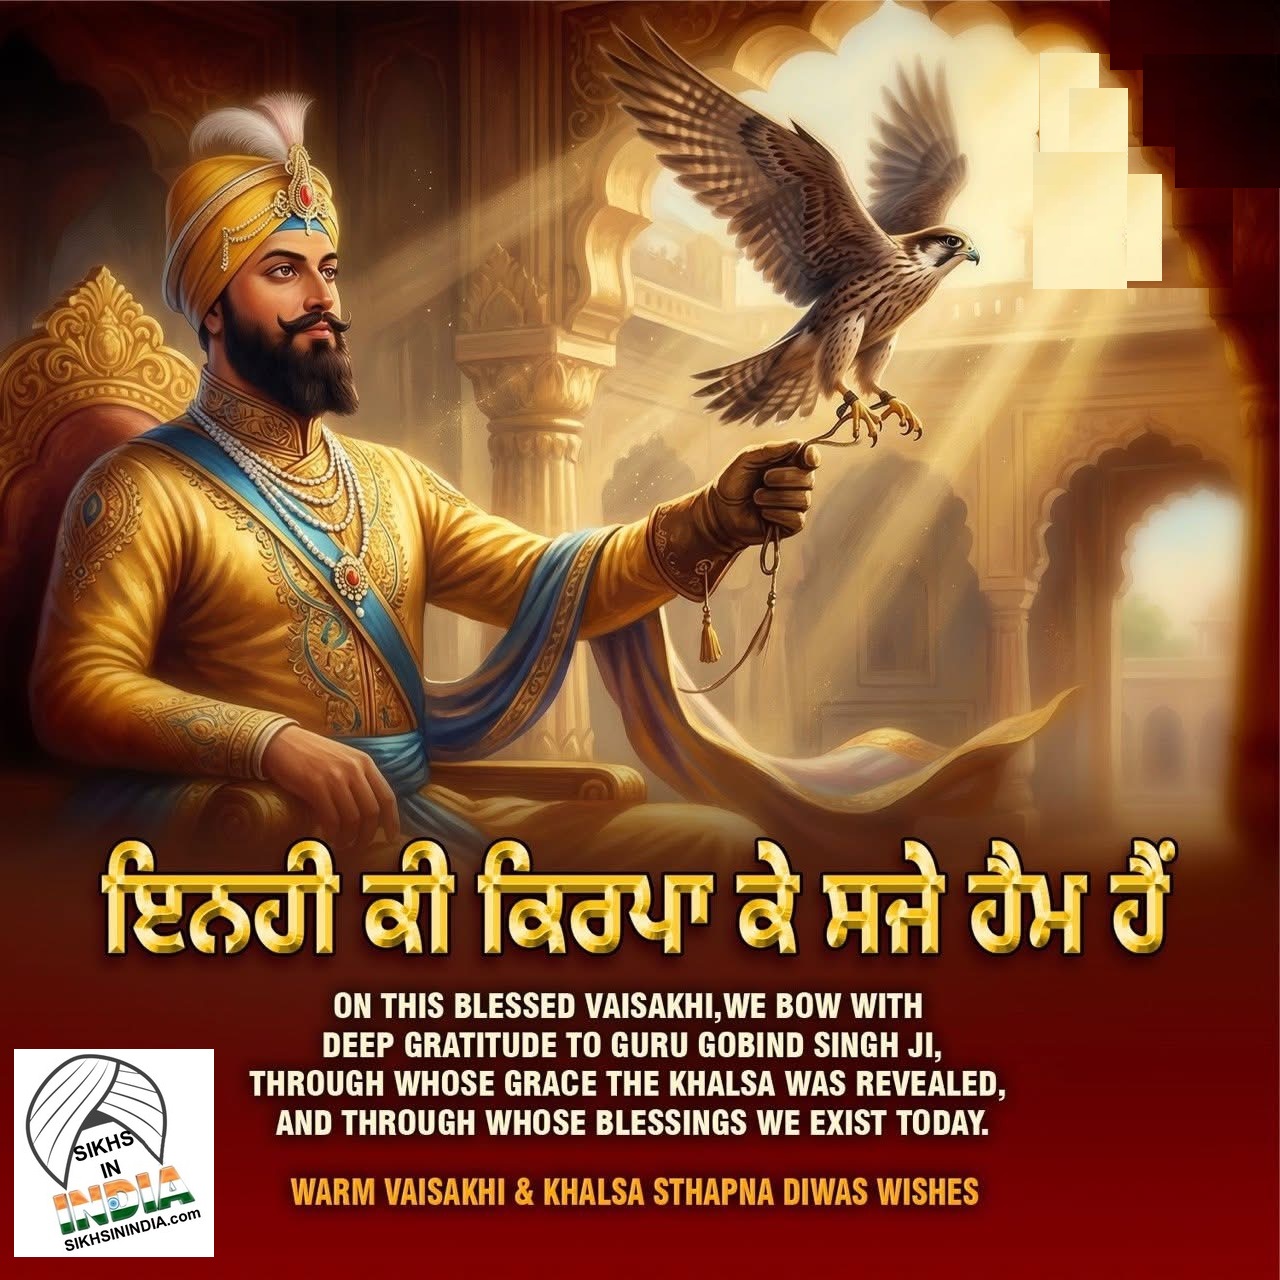 ਇਨਹੀ ਕੀ ਕਿਰਪਾ ਕੇ ਸਜੇ ਹੈਮ ਹੈਂ
ON THIS BLESSED VAISAKHI,WE BOW WITH
DEEP GRATITUDE TO GURU GOBIND SINGH JI,
THROUGH WHOSE GRACE THE KHALSA WAS REVEALED,
AND THROUGH WHOSE BLESSINGS WE EXIST TODAY.
WARM VAISAKHI & KHALSA STHAPNA DIWAS WISHES
SIKHS
IN
INDIA
SIKHSININDIA.com